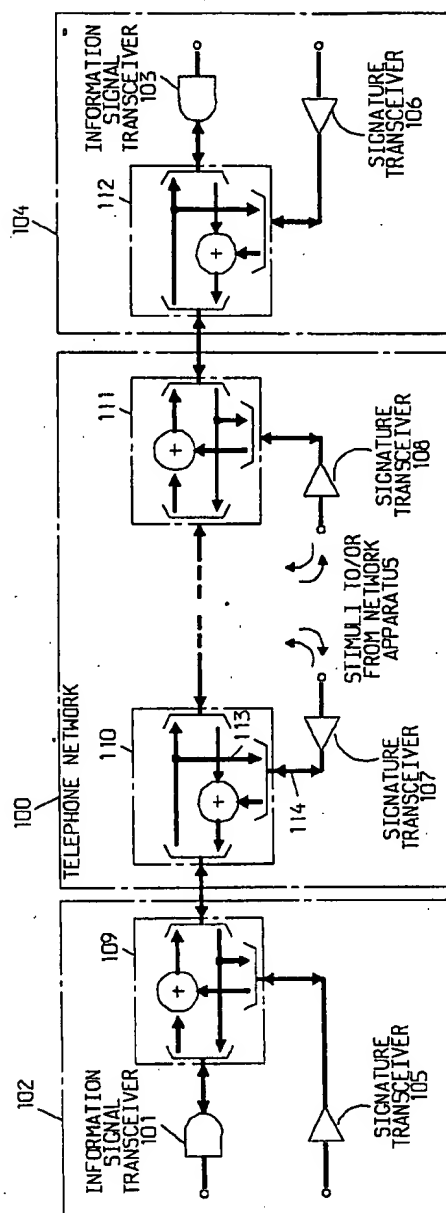 102
INFORMATION
SIGNAL
TRANSCEIVER
101
109
SIGNATURE
TRANSCEIVER
105
100
TELEPHONE NETWORK
110
113
114
SIGNATURE
TRANSCEIVER
107
STIMULI TO/OR
FROM NETWORK
APPARATUS
111
SIGNATURE
TRANSCEIVER
108
104
112
INFORMATION
SIGNAL
TRANSCEIVER
103
SIGNATURE
TRANSCEIVER
106
+
+
+
+